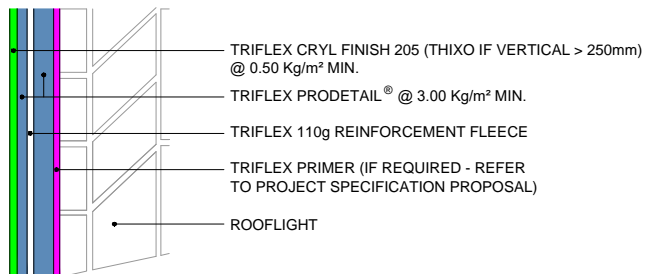 TRIFLEX CRYL FINISH 205 (THIXO IF VERTICAL > 250mm)
@ 0.50 Kg/m² MIN.
TRIFLEX PRODETAIL® @ 3.00 Kg/m² MIN.
TRIFLEX 110g REINFORCEMENT FLEECE
TRIFLEX PRIMER (IF REQUIRED - REFER
TO PROJECT SPECIFICATION PROPOSAL)
ROOFLIGHT